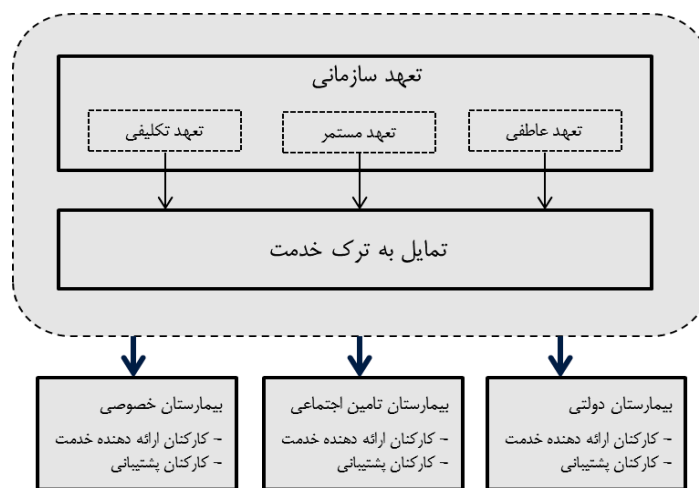 تعهد سازمانی
تعهد عاطفی
تعهد مستمر
تعهد تکلیفی
تمایل به ترک خدمت
بیمارستان دولتی
- کارکنان ارائه دهنده خدمت
- کارکنان پشتیبانی
بیمارستان تامین اجتماعی
- کارکنان ارائه دهنده خدمت
- کارکنان پشتیبانی
بیمارستان خصوصی
- کارکنان ارائه دهنده خدمت
- کارکنان پشتیبانی